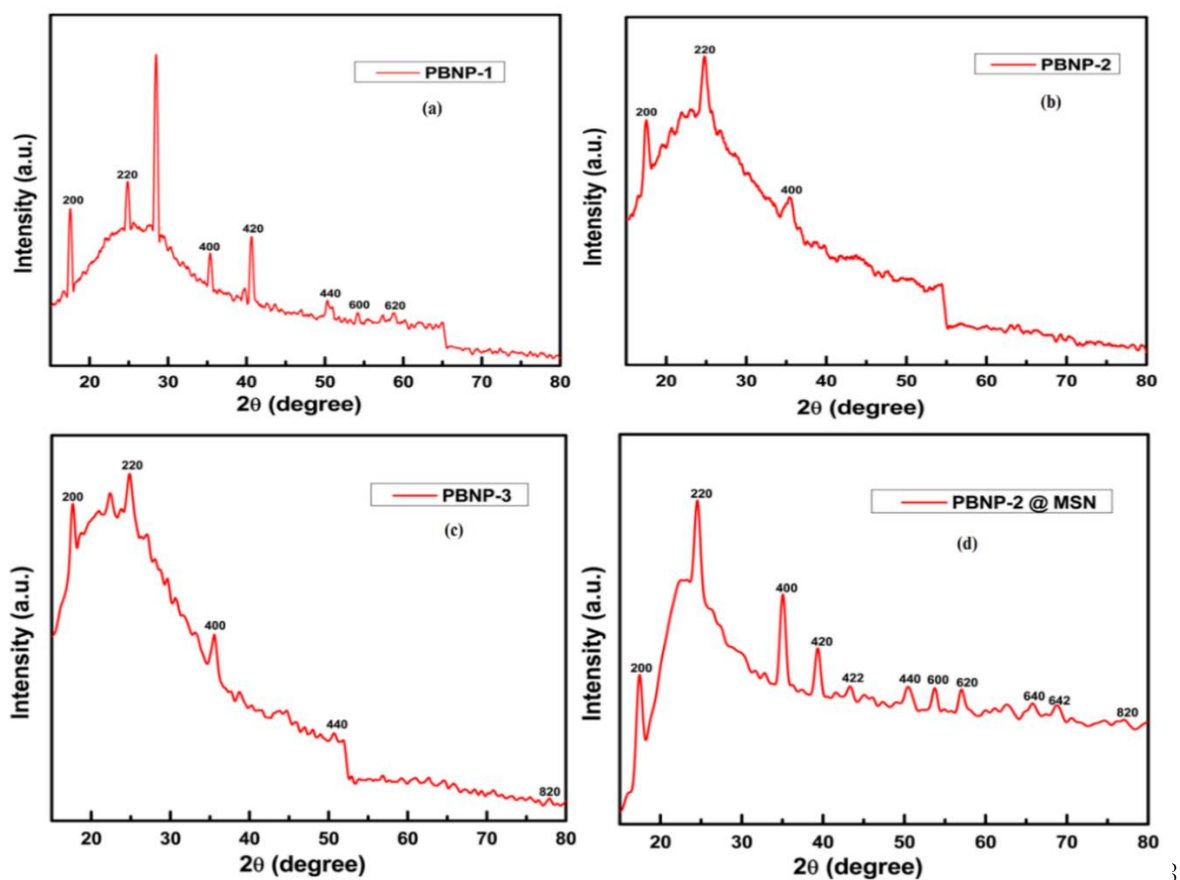 PBNP-1
(a)
200
220
400
420
440
600
620
Intensity (a.u.)
20 30 40 50 60 70 80
2θ (degree)
PBNP-2
(b)
200
220
400
Intensity (a.u.)
20 30 40 50 60 70 80
2θ (degree)
PBNP-3
(c)
200
220
400
440
820
Intensity (a.u.)
20 30 40 50 60 70 80
2θ (degree)
PBNP-2 @ MSN
(d)
200
220
400
420
422
440
600
620
640
642
820
Intensity (a.u.)
20 30 40 50 60 70 80
2θ (degree)